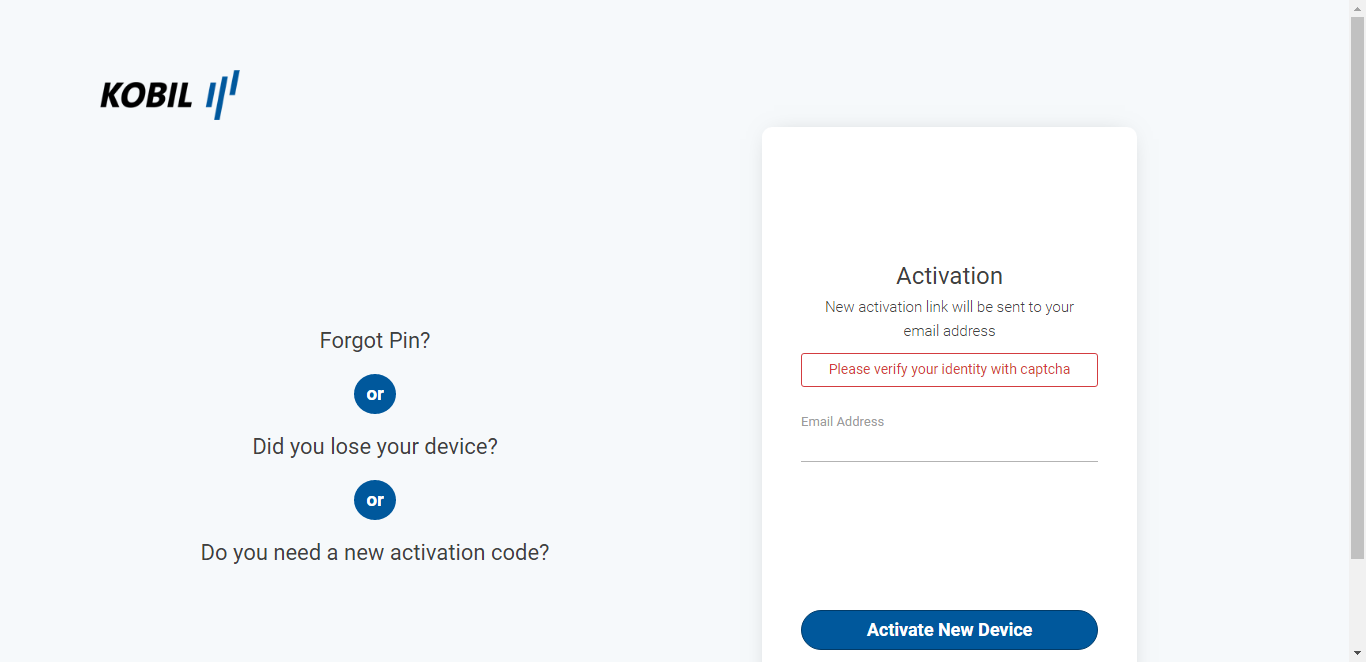 KOBIL
Forgot Pin?
or
Did you lose your device?
or
Do you need a new activation code?
Activation
New activation link will be sent to your
email address
Please verify your identity with captcha
Email Address
Activate New Device